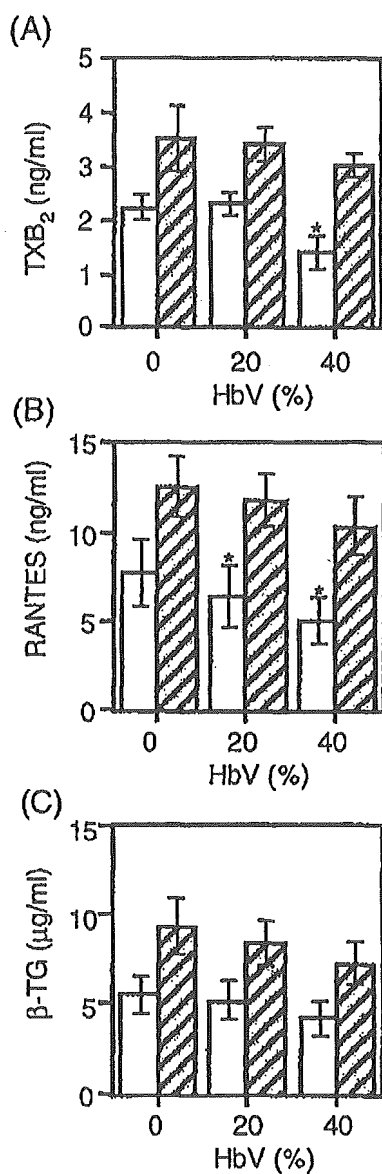 (A)
TXB2 (ng/ml)
5
4
3
2
1
0
*
0 20 40
HbV (%)
(B)
RANTES (ng/ml)
15
10
5
0
* *
0 20 40
HbV (%)
(C)
β-TG (μg/ml)
15
10
5
0
0 20 40
HbV (%)